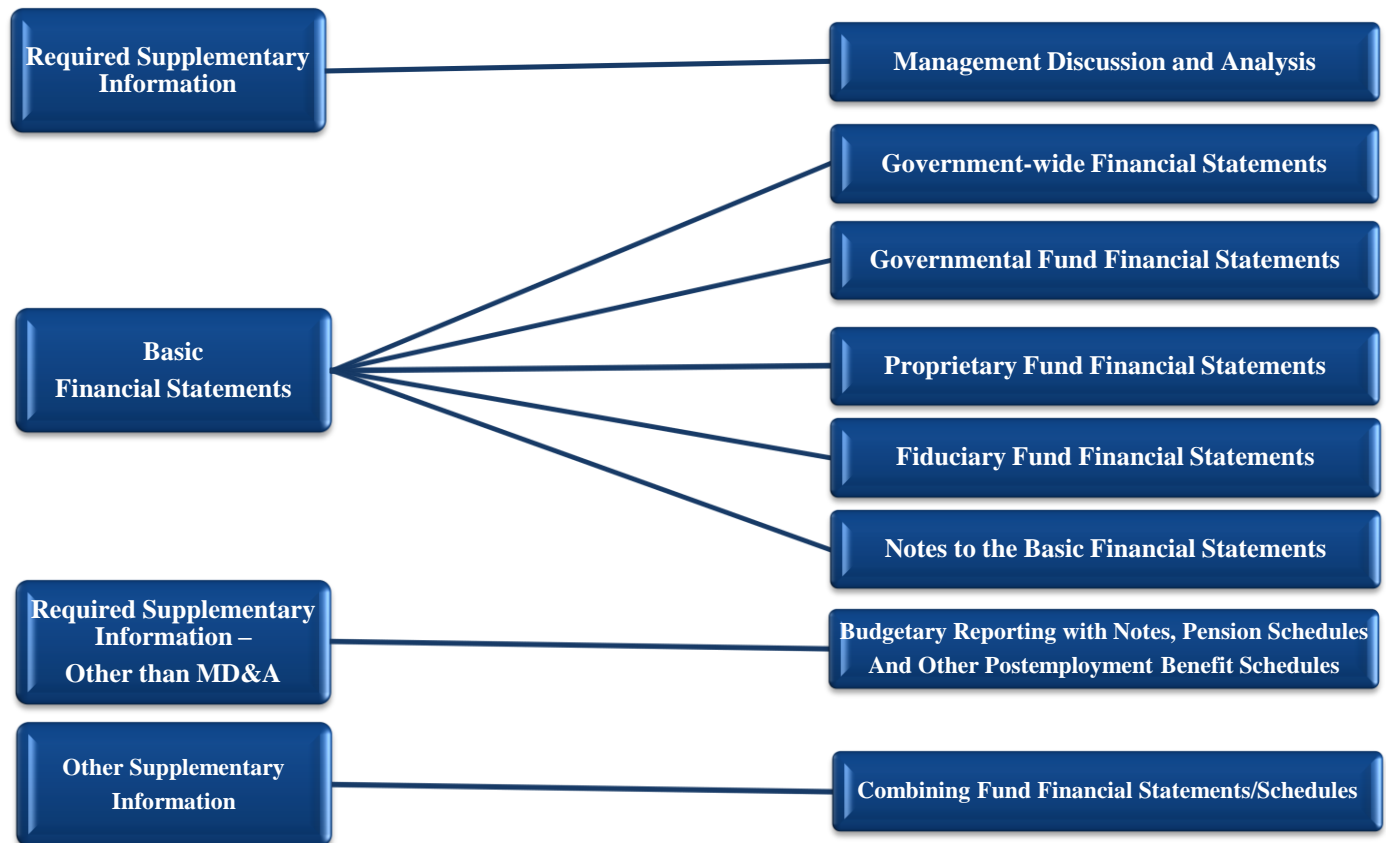 Required Supplementary
Information
Management Discussion and Analysis
Government-wide Financial Statements
Governmental Fund Financial Statements
Basic
Financial Statements
Proprietary Fund Financial Statements
Fiduciary Fund Financial Statements
Notes to the Basic Financial Statements
Required Supplementary
Information –
Other than MD&A
Budgetary Reporting with Notes, Pension Schedules
And Other Postemployment Benefit Schedules
Other Supplementary
Information
Combining Fund Financial Statements/Schedules